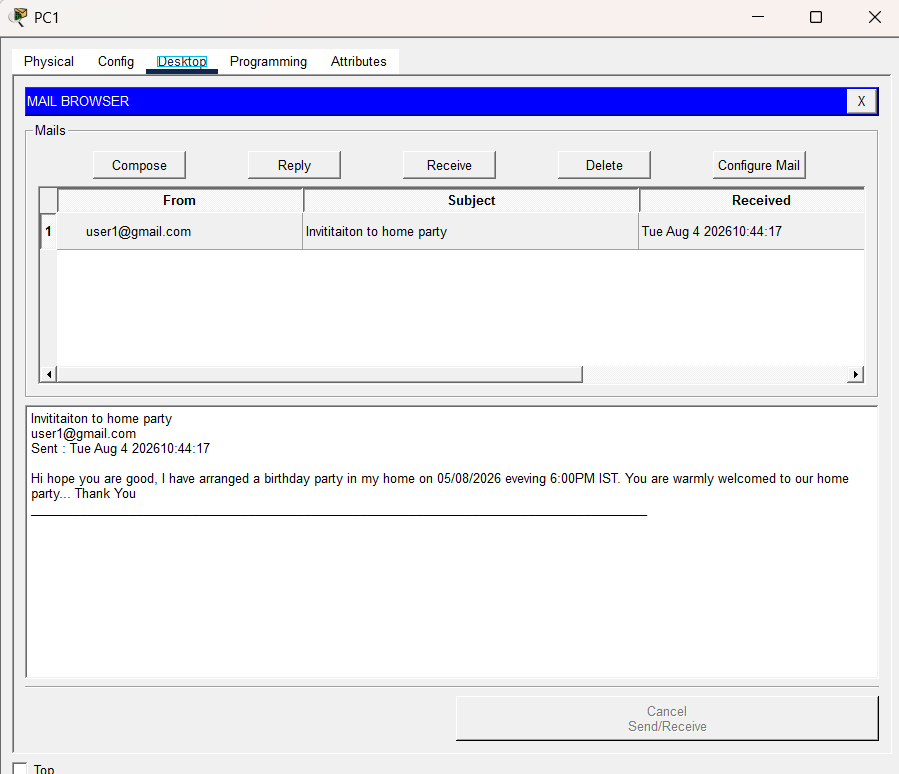 PC1
Physical Config Desktop Programming Attributes
MAIL BROWSER X
Mails
Compose Reply Receive Delete Configure Mail
From Subject Received
1 user1@gmail.com Invititaiton to home party Tue Aug 4 202610:44:17
Invititaiton to home party
user1@gmail.com
Sent : Tue Aug 4 202610:44:17
Hi hope you are good, I have arranged a birthday party in my home on 05/08/2026 eveving 6:00PM IST. You are warmly welcomed to our home
party... Thank You
Cancel
Send/Receive
Top